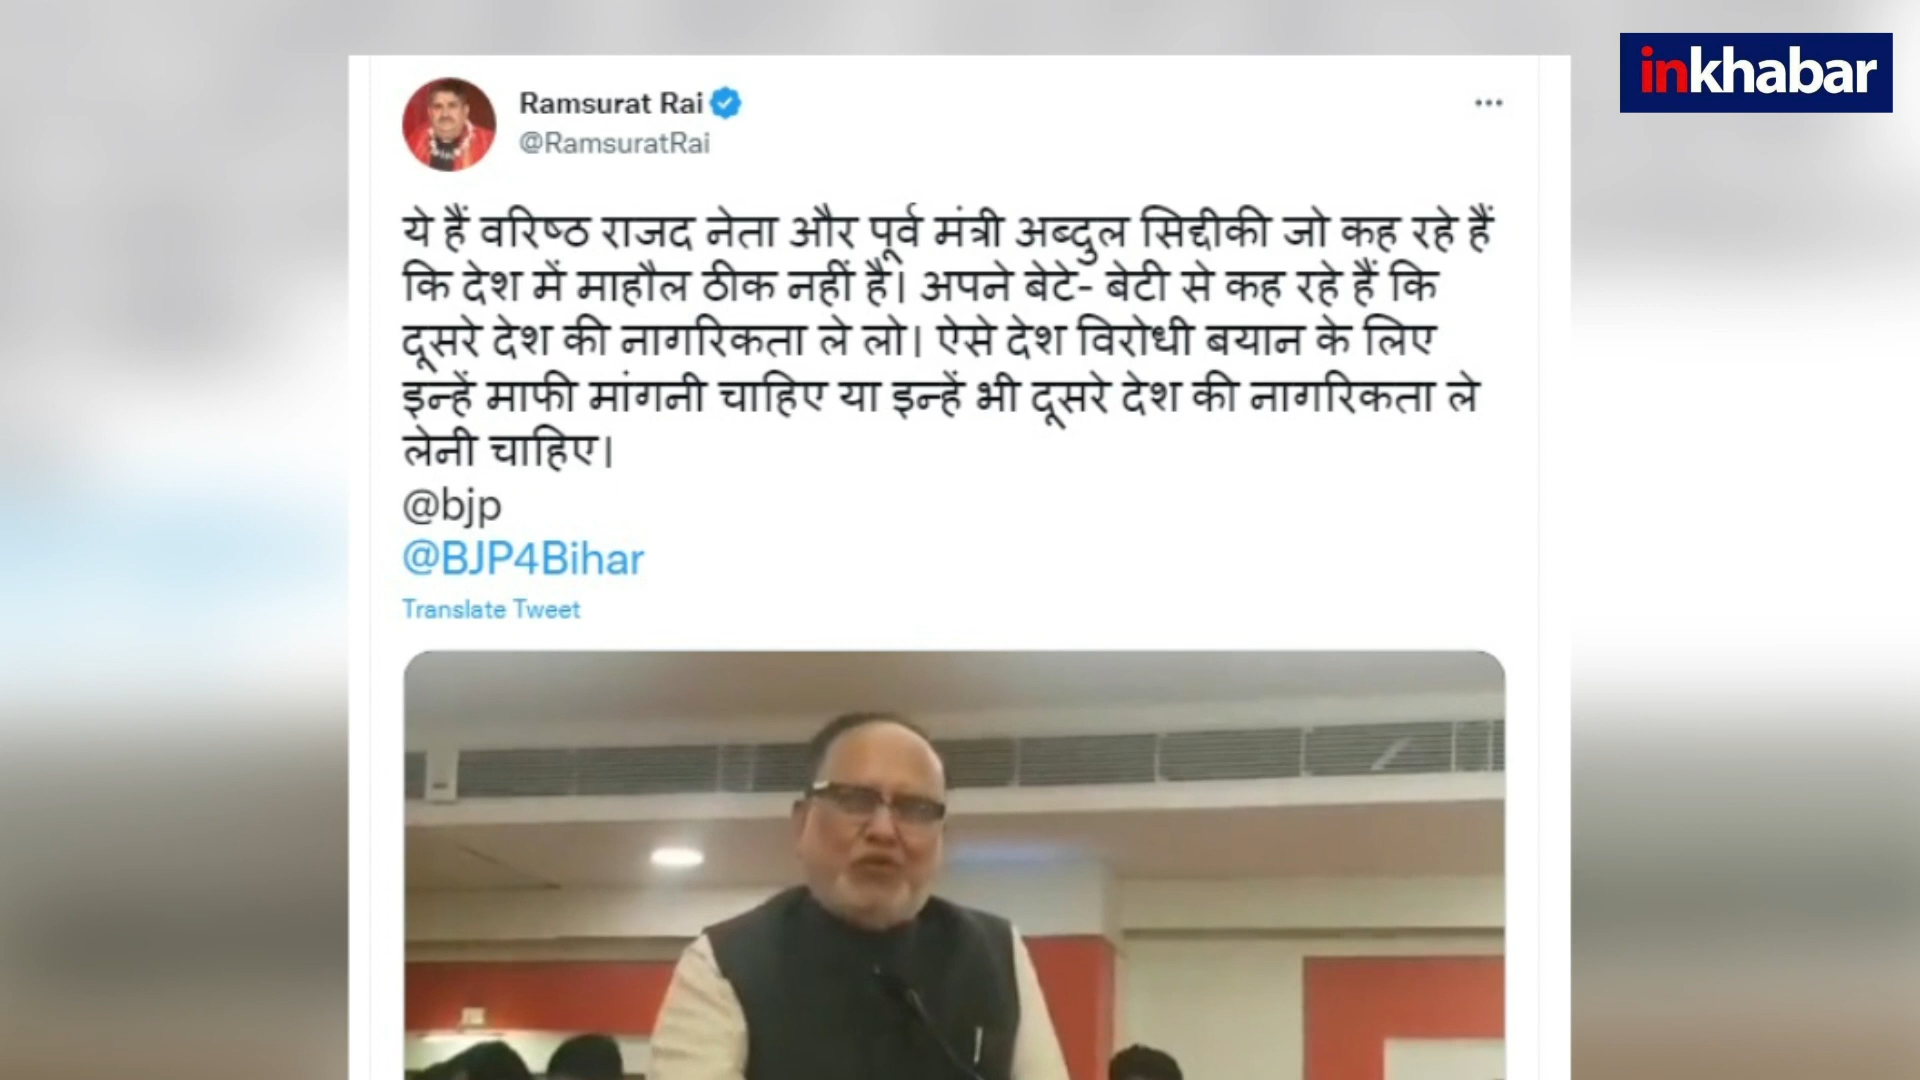 inkhabar
Ramsurat Rai
@RamsuratRai
ये हैं वरिष्ठ राजद नेता और पूर्व मंत्री अब्दुल सिद्दीकी जो कह रहे हैं
कि देश में माहौल ठीक नहीं है। अपने बेटे- बेटी से कह रहे हैं कि
दूसरे देश की नागरिकता ले लो। ऐसे देश विरोधी बयान के लिए
इन्हें माफी मांगनी चाहिए या इन्हें भी दूसरे देश की नागरिकता ले
लेनी चाहिए।
@bjp
@BJP4Bihar
Translate Tweet